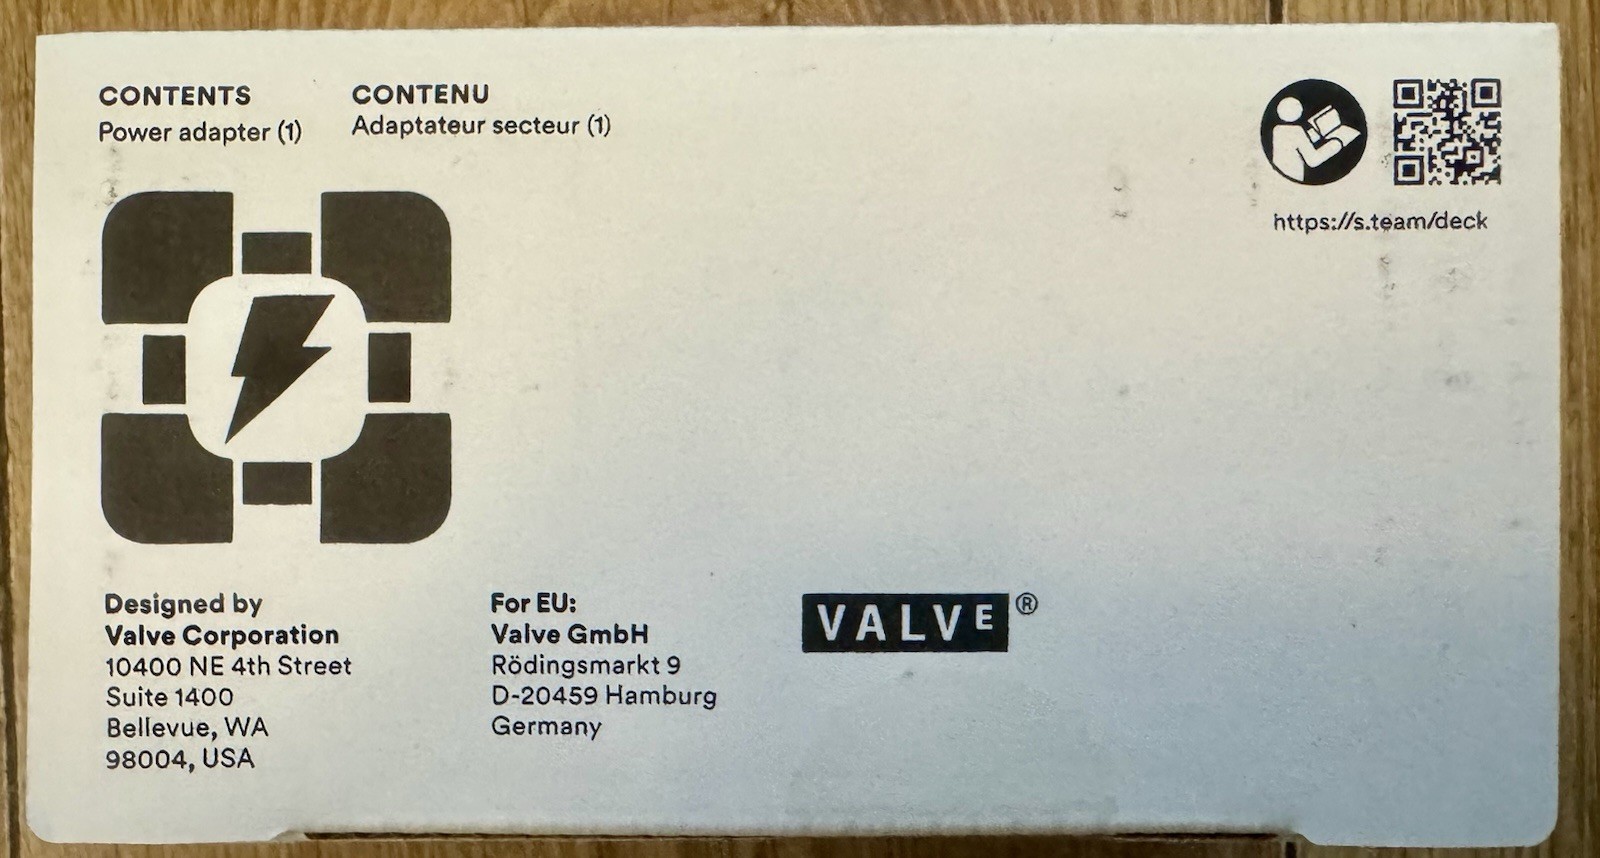 CONTENTS
Power adapter (1)
CONTENU
Adaptateur secteur (1)
https://s.team/deck
Designed by
Valve Corporation
10400 NE 4th Street
Suite 1400
Bellevue, WA
98004, USA
For EU:
Valve GmbH
Rödingsmarkt 9
D-20459 Hamburg
Germany
VALVE®